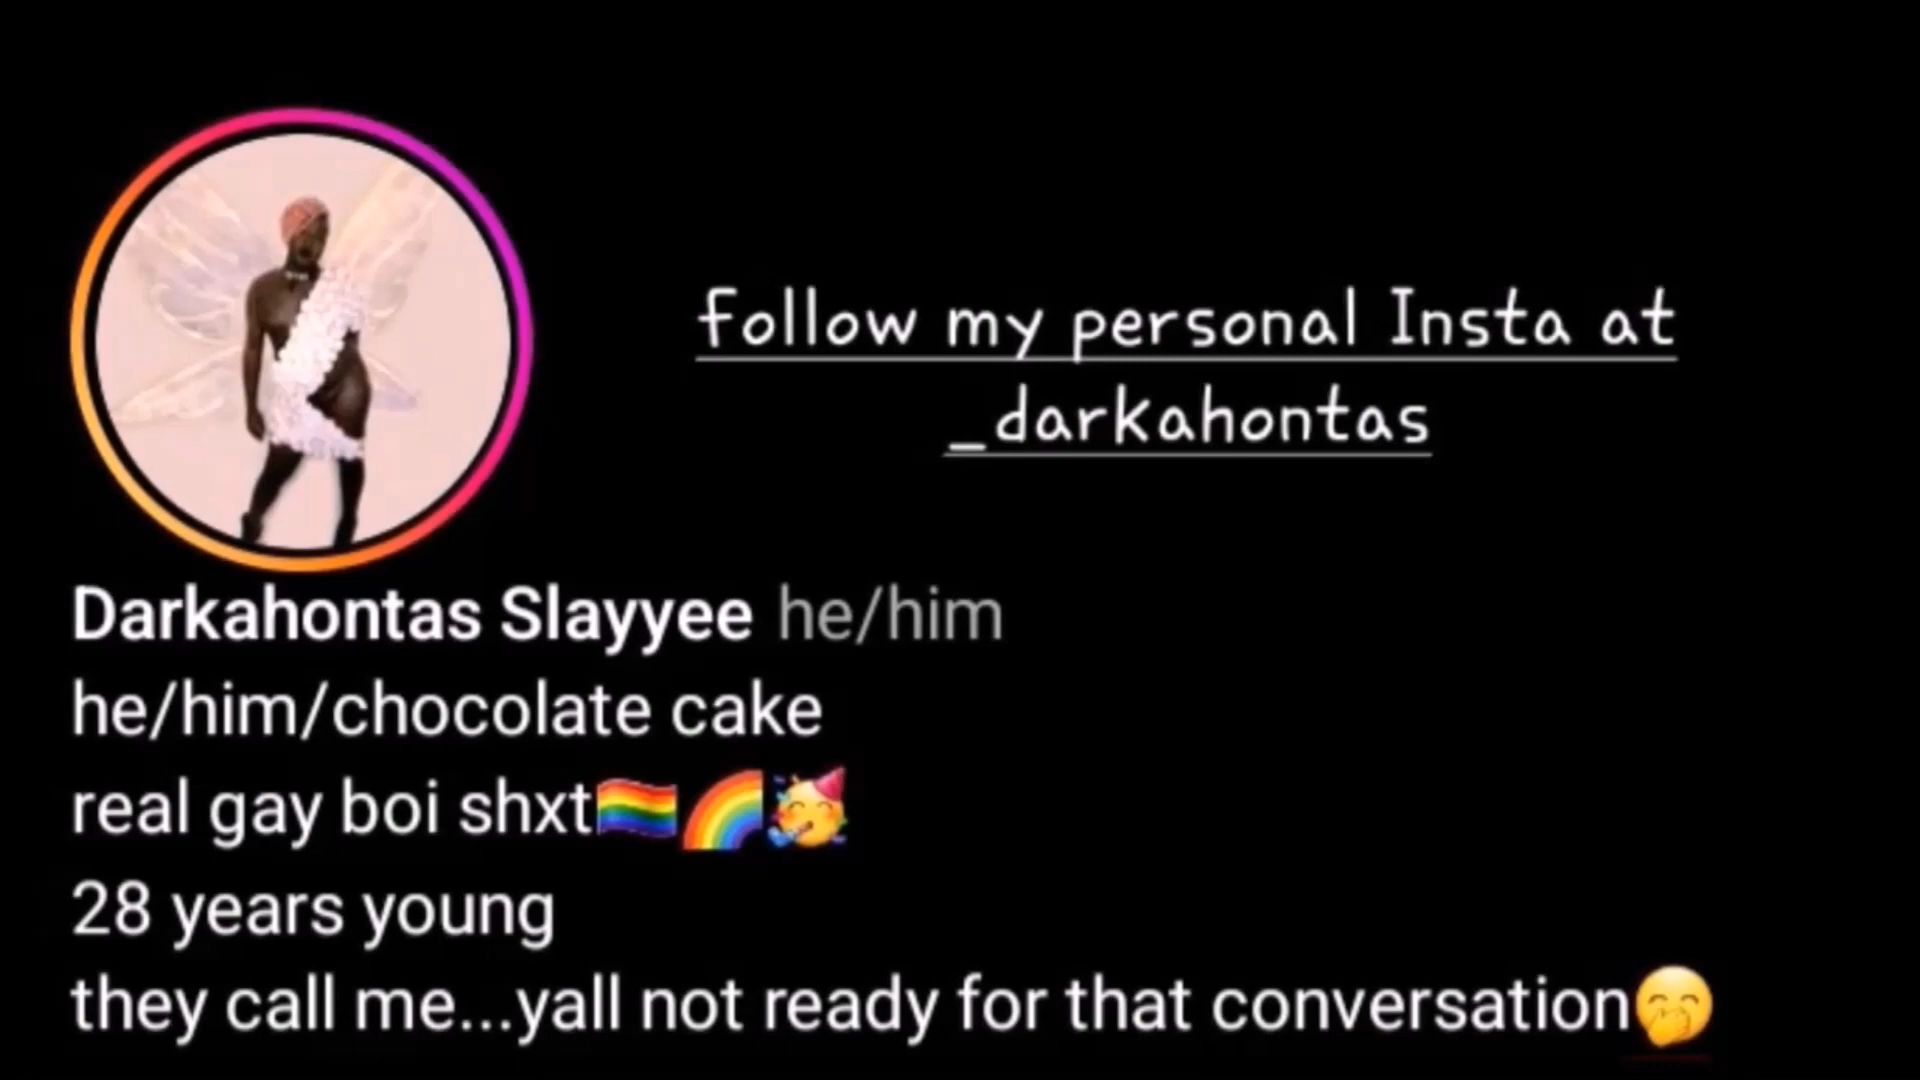 follow my personal Insta at
_darkahontas
Darkahontas Slayyee he/him
he/him/chocolate cake
real gay boi shxt🏳️‍🌈🌈🥳
28 years young
they call me...yall not ready for that conversation🤭